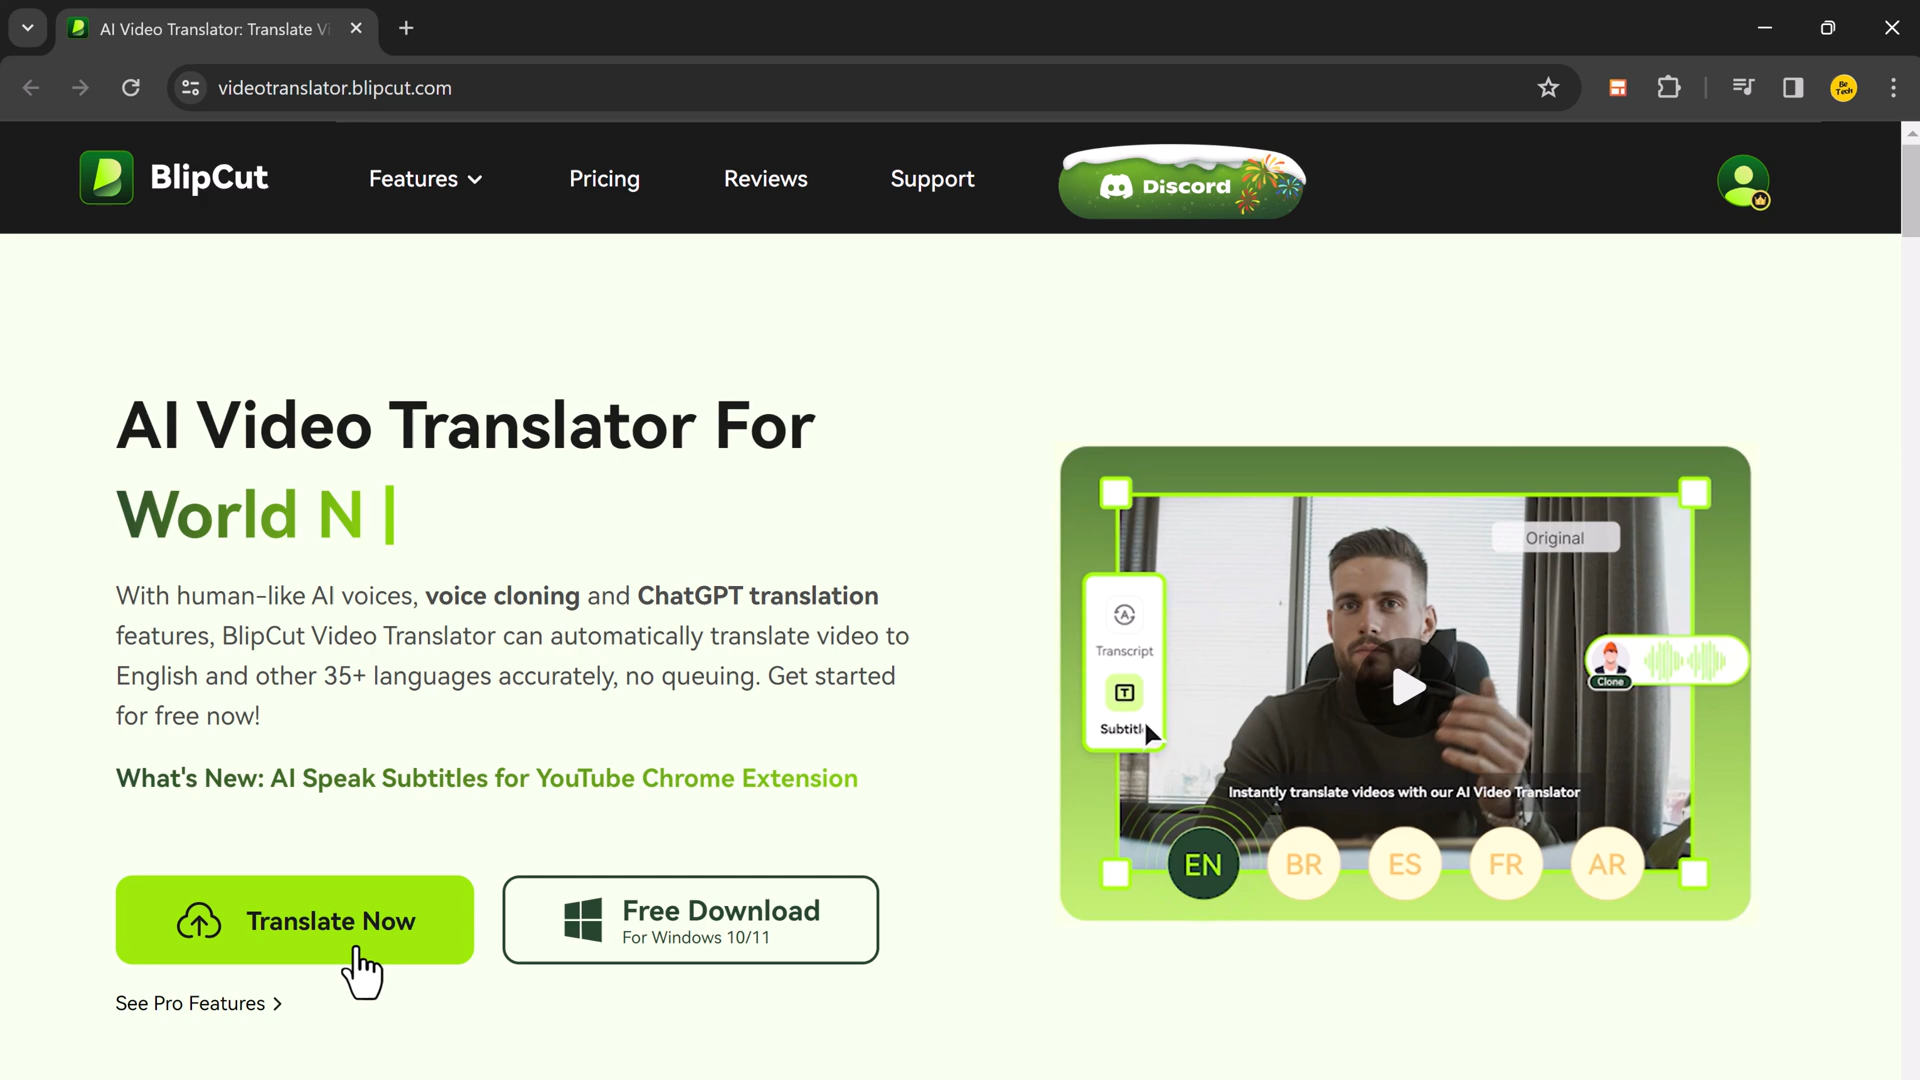 AI Video Translator: Translate Vi
videotranslator.blipcut.com
Be
Tech
BlipCut
Features
Pricing
Reviews
Support
Discord
AI Video Translator For
World N |
With human-like AI voices, voice cloning and ChatGPT translation
features, BlipCut Video Translator can automatically translate video to
English and other 35+ languages accurately, no queuing. Get started
for free now!
What's New: AI Speak Subtitles for YouTube Chrome Extension
Translate Now
Free Download
For Windows 10/11
See Pro Features >
Original
A
Transcript
T
Subtitle
Clone
Instantly translate videos with our AI Video Translator
EN
BR
ES
FR
AR